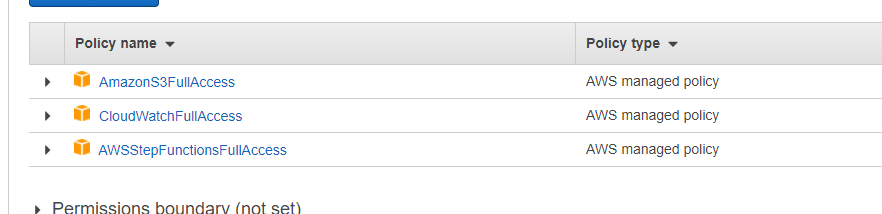 Policy name Policy type
AmazonS3FullAccess AWS managed policy
CloudWatchFullAccess AWS managed policy
AWSStepFunctionsFullAccess AWS managed policy
Permissions boundary (not set)